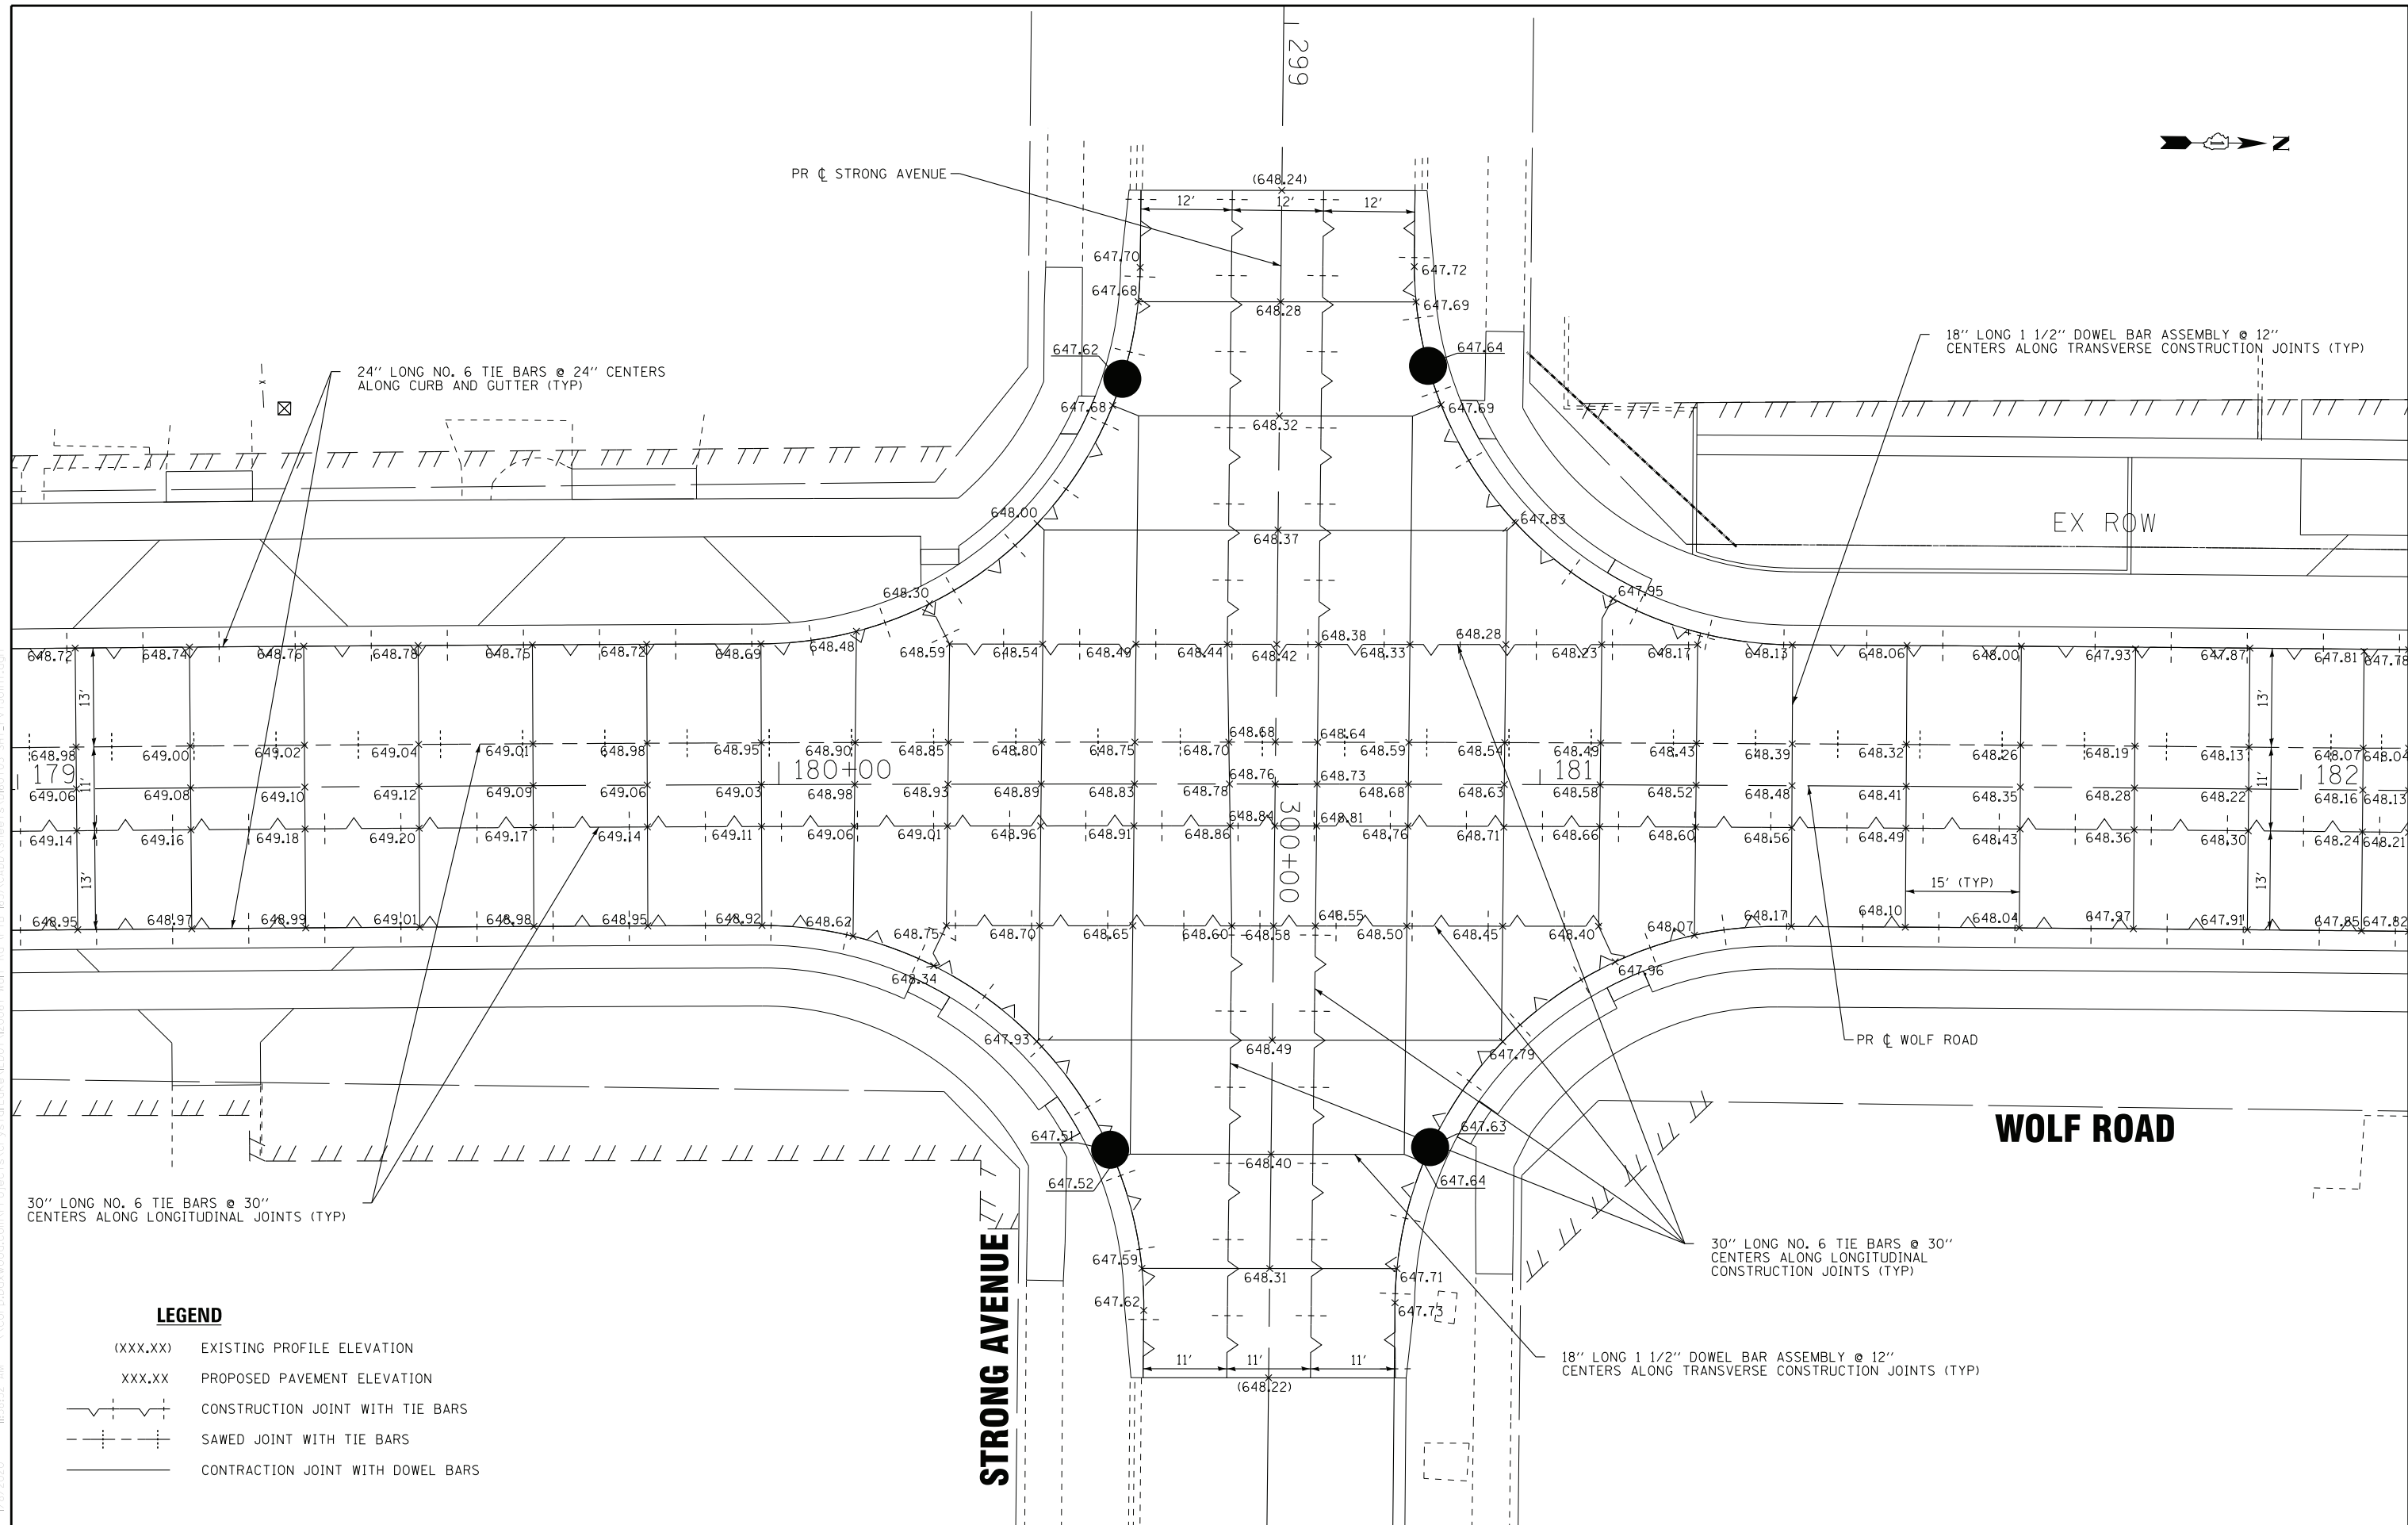 299
N
PR ℄ STRONG AVENUE
(648.24)
12' 12' 12'
647.70 647.72
647.68 648.28 647.69
647.62 647.64
18" LONG 1 1/2" DOWEL BAR ASSEMBLY @ 12"
CENTERS ALONG TRANSVERSE CONSTRUCTION JOINTS (TYP)
24" LONG NO. 6 TIE BARS @ 24" CENTERS
ALONG CURB AND GUTTER (TYP)
647.68 648.32 647.69
648.00 648.37 647.83
EX ROW
648.30 647.95
648.72 648.74 648.76 648.78 648.75 648.72 648.69 648.48 648.59 648.54 648.49 648.44 648.42 648.38 648.33 648.28 648.23 648.17 648.13 648.06 648.00 647.93 647.87 647.81 647.78
13' 13'
648.98 649.00 649.02 649.04 649.01 648.98 648.95 648.90 648.85 648.80 648.75 648.70 648.68 648.64 648.59 648.54 648.49 648.43 648.39 648.32 648.26 648.19 648.13 648.07 648.04
179 180+00 181 182
11' 11'
649.06 649.08 649.10 649.12 649.09 649.06 649.03 648.98 648.93 648.89 648.83 648.78 648.76 648.73 648.68 648.63 648.58 648.52 648.48 648.41 648.35 648.28 648.22 648.16 648.13
300+00
649.14 649.16 649.18 649.20 649.17 649.14 649.11 649.06 649.01 648.96 648.91 648.86 648.84 648.81 648.76 648.71 648.66 648.60 648.56 648.49 648.43 648.36 648.30 648.24 648.21
13' 15' (TYP) 13'
648.95 648.97 648.99 649.01 648.98 648.95 648.92 648.62 648.75 648.70 648.65 648.60 648.58 648.55 648.50 648.45 648.40 648.07 648.17 648.10 648.04 647.97 647.91 647.85 647.82
648.34 647.96
647.93 648.49 647.79
PR ℄ WOLF ROAD
WOLF ROAD
647.51 647.63
648.40
647.52 647.64
30" LONG NO. 6 TIE BARS @ 30"
CENTERS ALONG LONGITUDINAL JOINTS (TYP)
STRONG AVENUE
30" LONG NO. 6 TIE BARS @ 30"
CENTERS ALONG LONGITUDINAL
CONSTRUCTION JOINTS (TYP)
647.59 648.31 647.71
647.62 647.73
11' 11' 11'
(648.22)
18" LONG 1 1/2" DOWEL BAR ASSEMBLY @ 12"
CENTERS ALONG TRANSVERSE CONSTRUCTION JOINTS (TYP)
LEGEND
(XXX.XX) EXISTING PROFILE ELEVATION
XXX.XX PROPOSED PAVEMENT ELEVATION
CONSTRUCTION JOINT WITH TIE BARS
SAWED JOINT WITH TIE BARS
CONTRACTION JOINT WITH DOWEL BARS